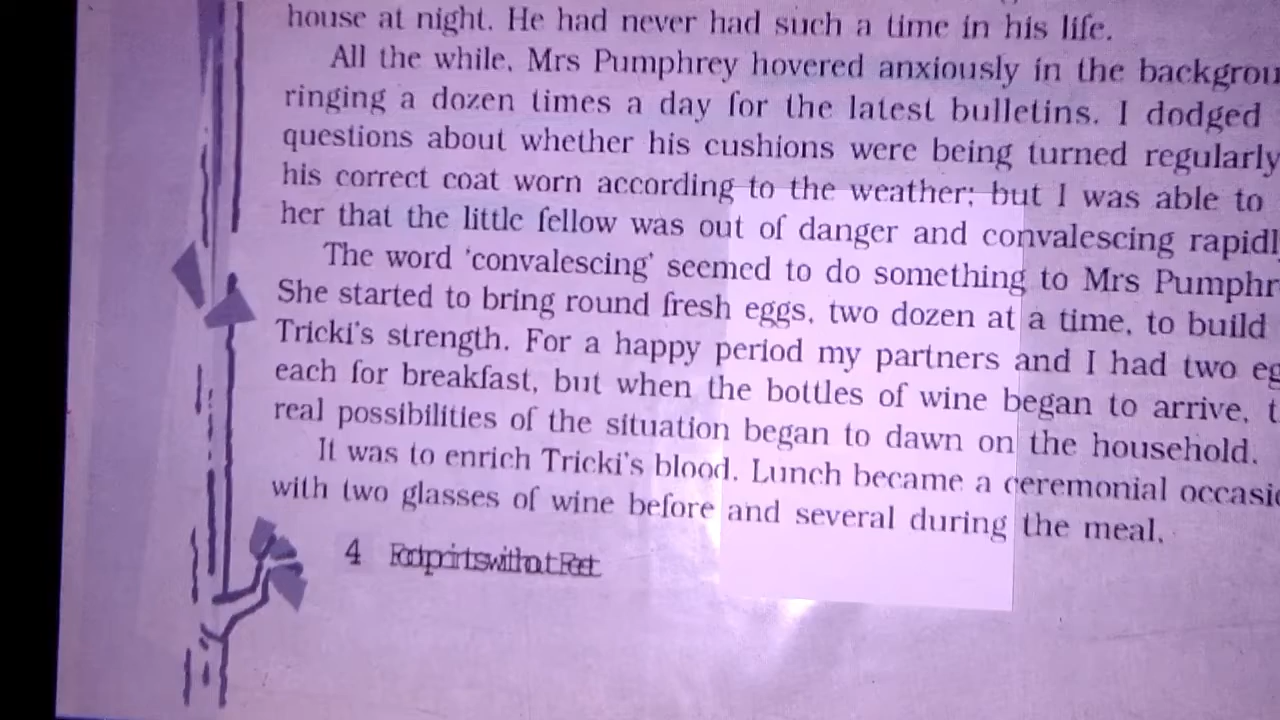 house at night. He had never had such a time in his life.
All the while, Mrs Pumphrey hovered anxiously in the
ringing a dozen times a day for the latest bulletins. I dodged
questions about whether his cushions were being turned regularly
his correct coat worn according to the weather; but I was able to
her that the little fellow was out of danger and convalescing
The word ‘convalescing’ seemed to do something to Mrs
She started to bring round fresh eggs, two dozen at a time, to build
Tricki's strength. For a happy period my partners and I had two
each for breakfast, but when the bottles of wine began to arrive,
real possibilities of the situation began to dawn on the household.
It was to enrich Tricki's blood. Lunch became a ceremonial
with two glasses of wine before and several during the meal.
4 Footprints without Feet